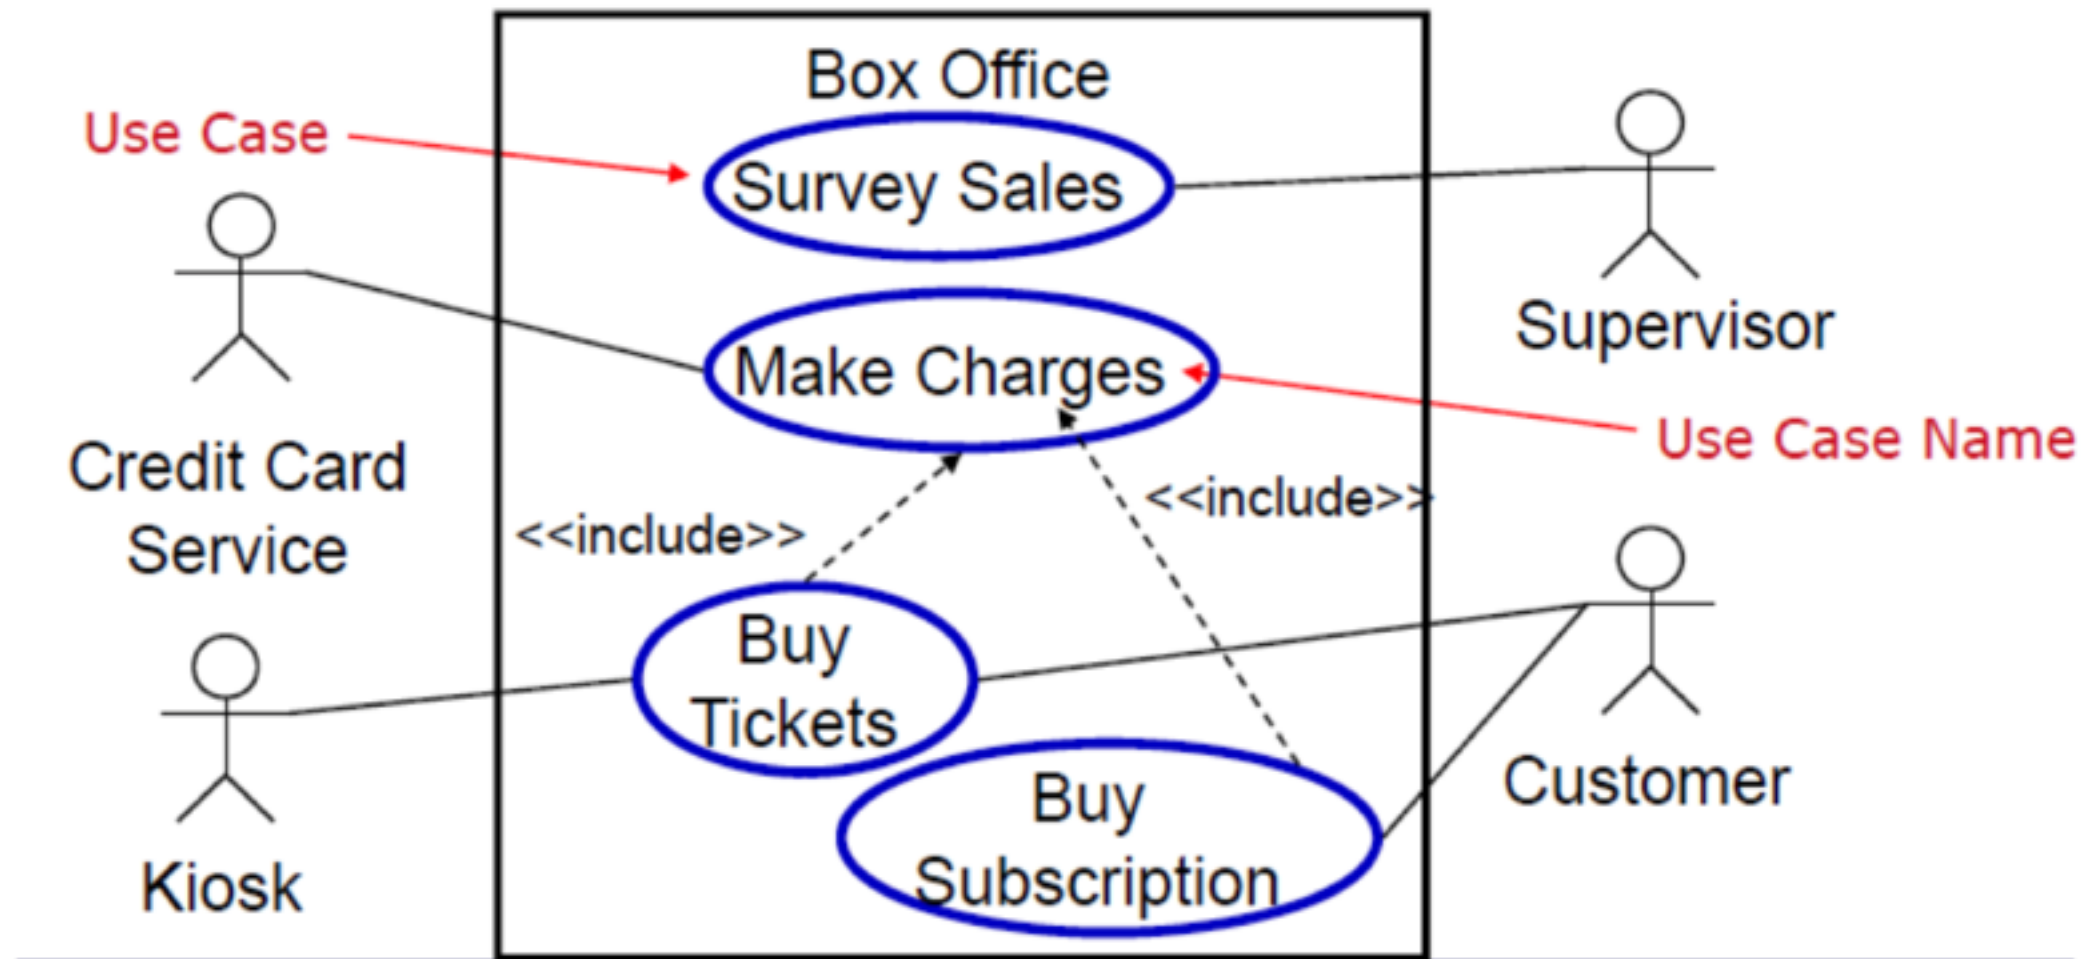 Box Office
Use Case
Survey Sales
Supervisor
Make Charges
Use Case Name
Credit Card
Service
<<include>>
<<include>>
Buy
Tickets
Customer
Buy
Subscription
Kiosk